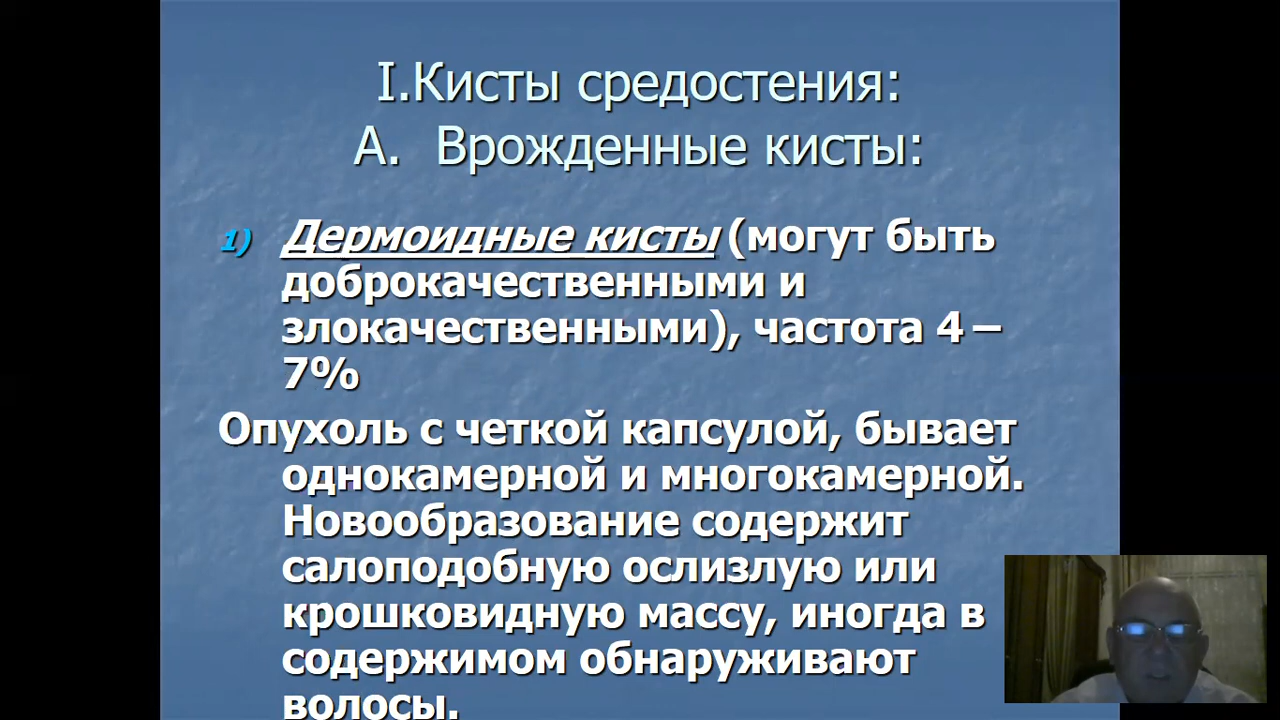 I.Кисты средостения:
А. Врожденные кисты:
1) Дермоидные кисты (могут быть
доброкачественными и
злокачественными), частота 4 –
7%
Опухоль с четкой капсулой, бывает
однокамерной и многокамерной.
Новообразование содержит
салоподобную ослизлую или
крошковидную массу, иногда в
содержимом обнаруживают
волосы.